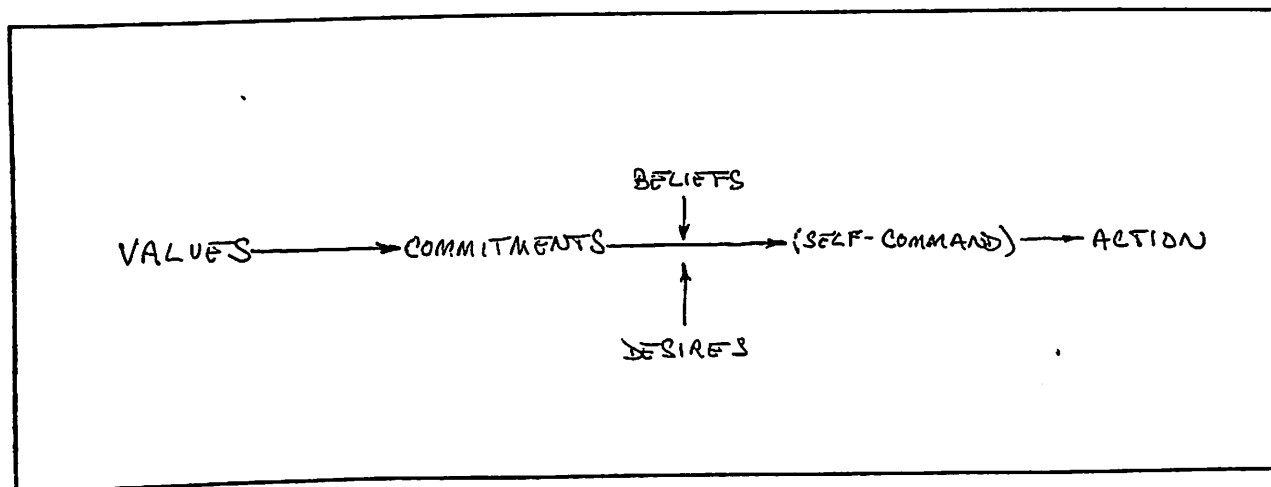 BELIEFS
VALUES COMMITMENTS (SELF-COMMAND) ACTION
DESIRES